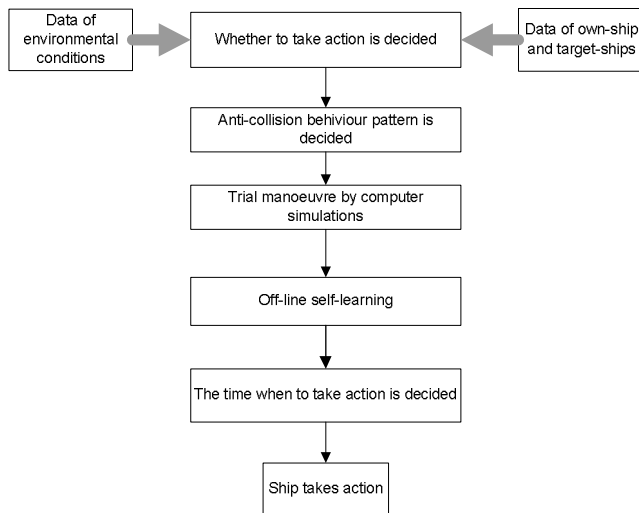 Data of
environmental
conditions
Whether to take action is decided
Data of own-ship
and target-ships
Anti-collision behiviour pattern is
decided
Trial manoeuvre by computer
simulations
Off-line self-learning
The time when to take action is decided
Ship takes action